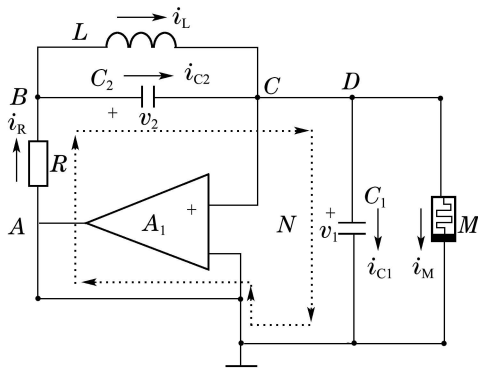 L
i_L
C_2
i_C2
B
C
D
+
v_2
i_R
R
A
A_1
+
N
+
v_1
C_1
M
i_C1
i_M